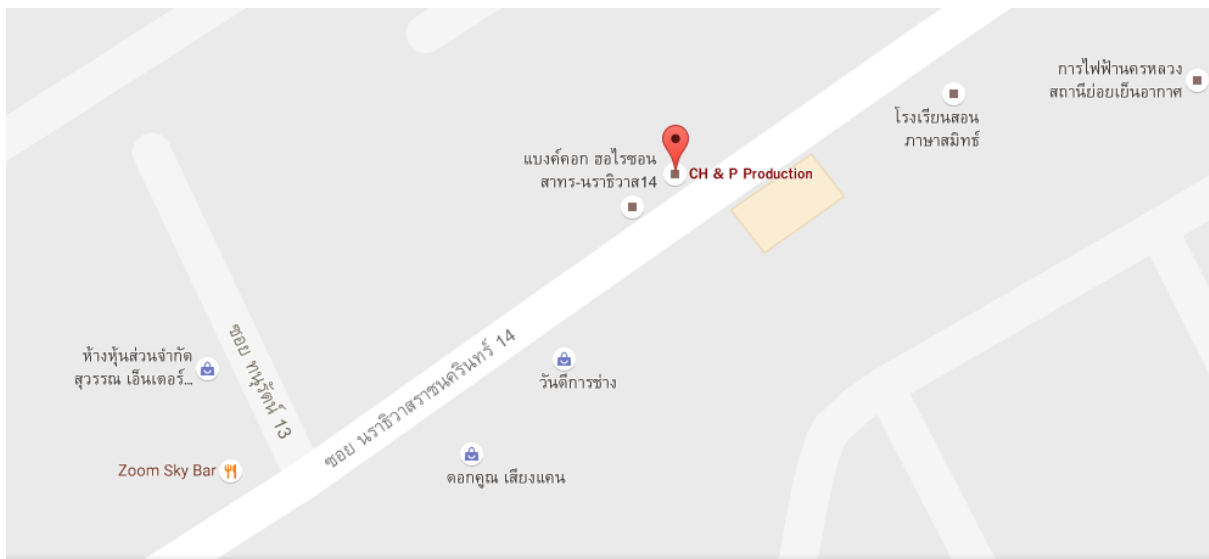 การไฟฟ้านครหลวง
สถานีย่อยเย็นอากาศ
โรงเรียนสอน
ภาษาสมิทธ์
แบงค์คอก ฮอไรซอน
สาทร-นราธิวาส14
CH & P Production
ซอย ทนุรัตน์ 13
ซอย นราธิวาสราชนครินทร์ 14
ห้างหุ้นส่วนจำกัด
สุวรรณ เอ็นเตอร์...
วันดีการช่าง
Zoom Sky Bar
ดอกคูณ เสียงแคน